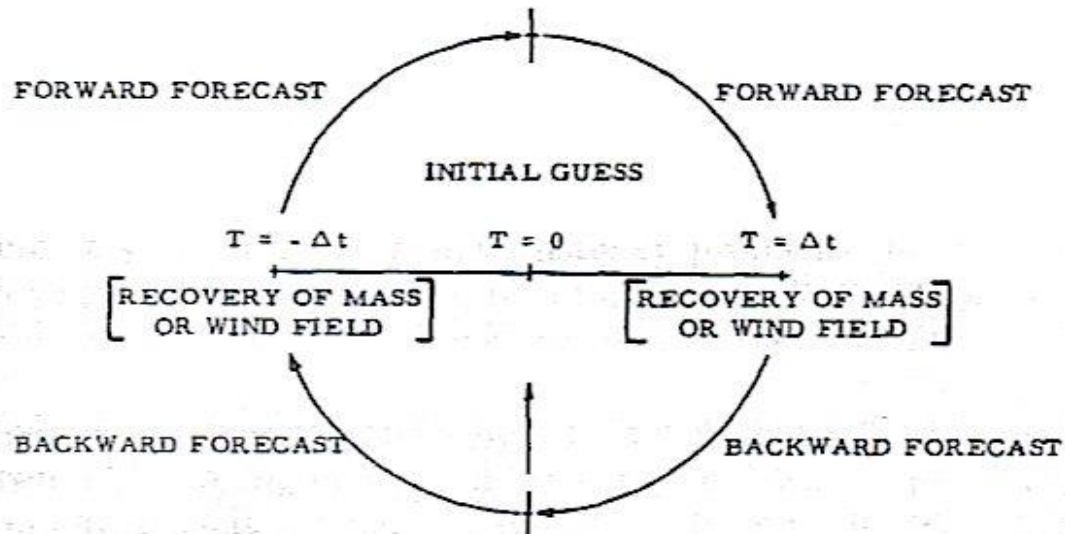 FORWARD FORECAST
FORWARD FORECAST
INITIAL GUESS
T = - Δt
T = 0
T = Δt
[RECOVERY OF MASS
OR WIND FIELD]
[RECOVERY OF MASS
OR WIND FIELD]
BACKWARD FORECAST
BACKWARD FORECAST